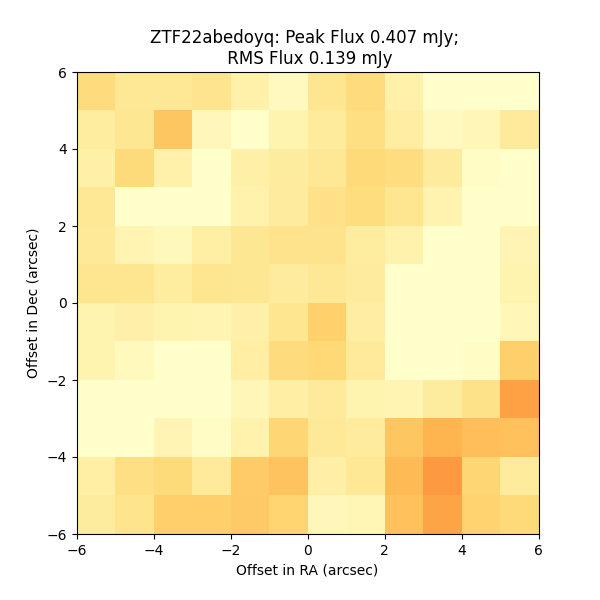 ZTF22abedoyq: Peak Flux 0.407 mJy;
RMS Flux 0.139 mJy
6
4
2
0
−2
−4
−6
Offset in Dec (arcsec)
−6 −4 −2 0 2 4 6
Offset in RA (arcsec)